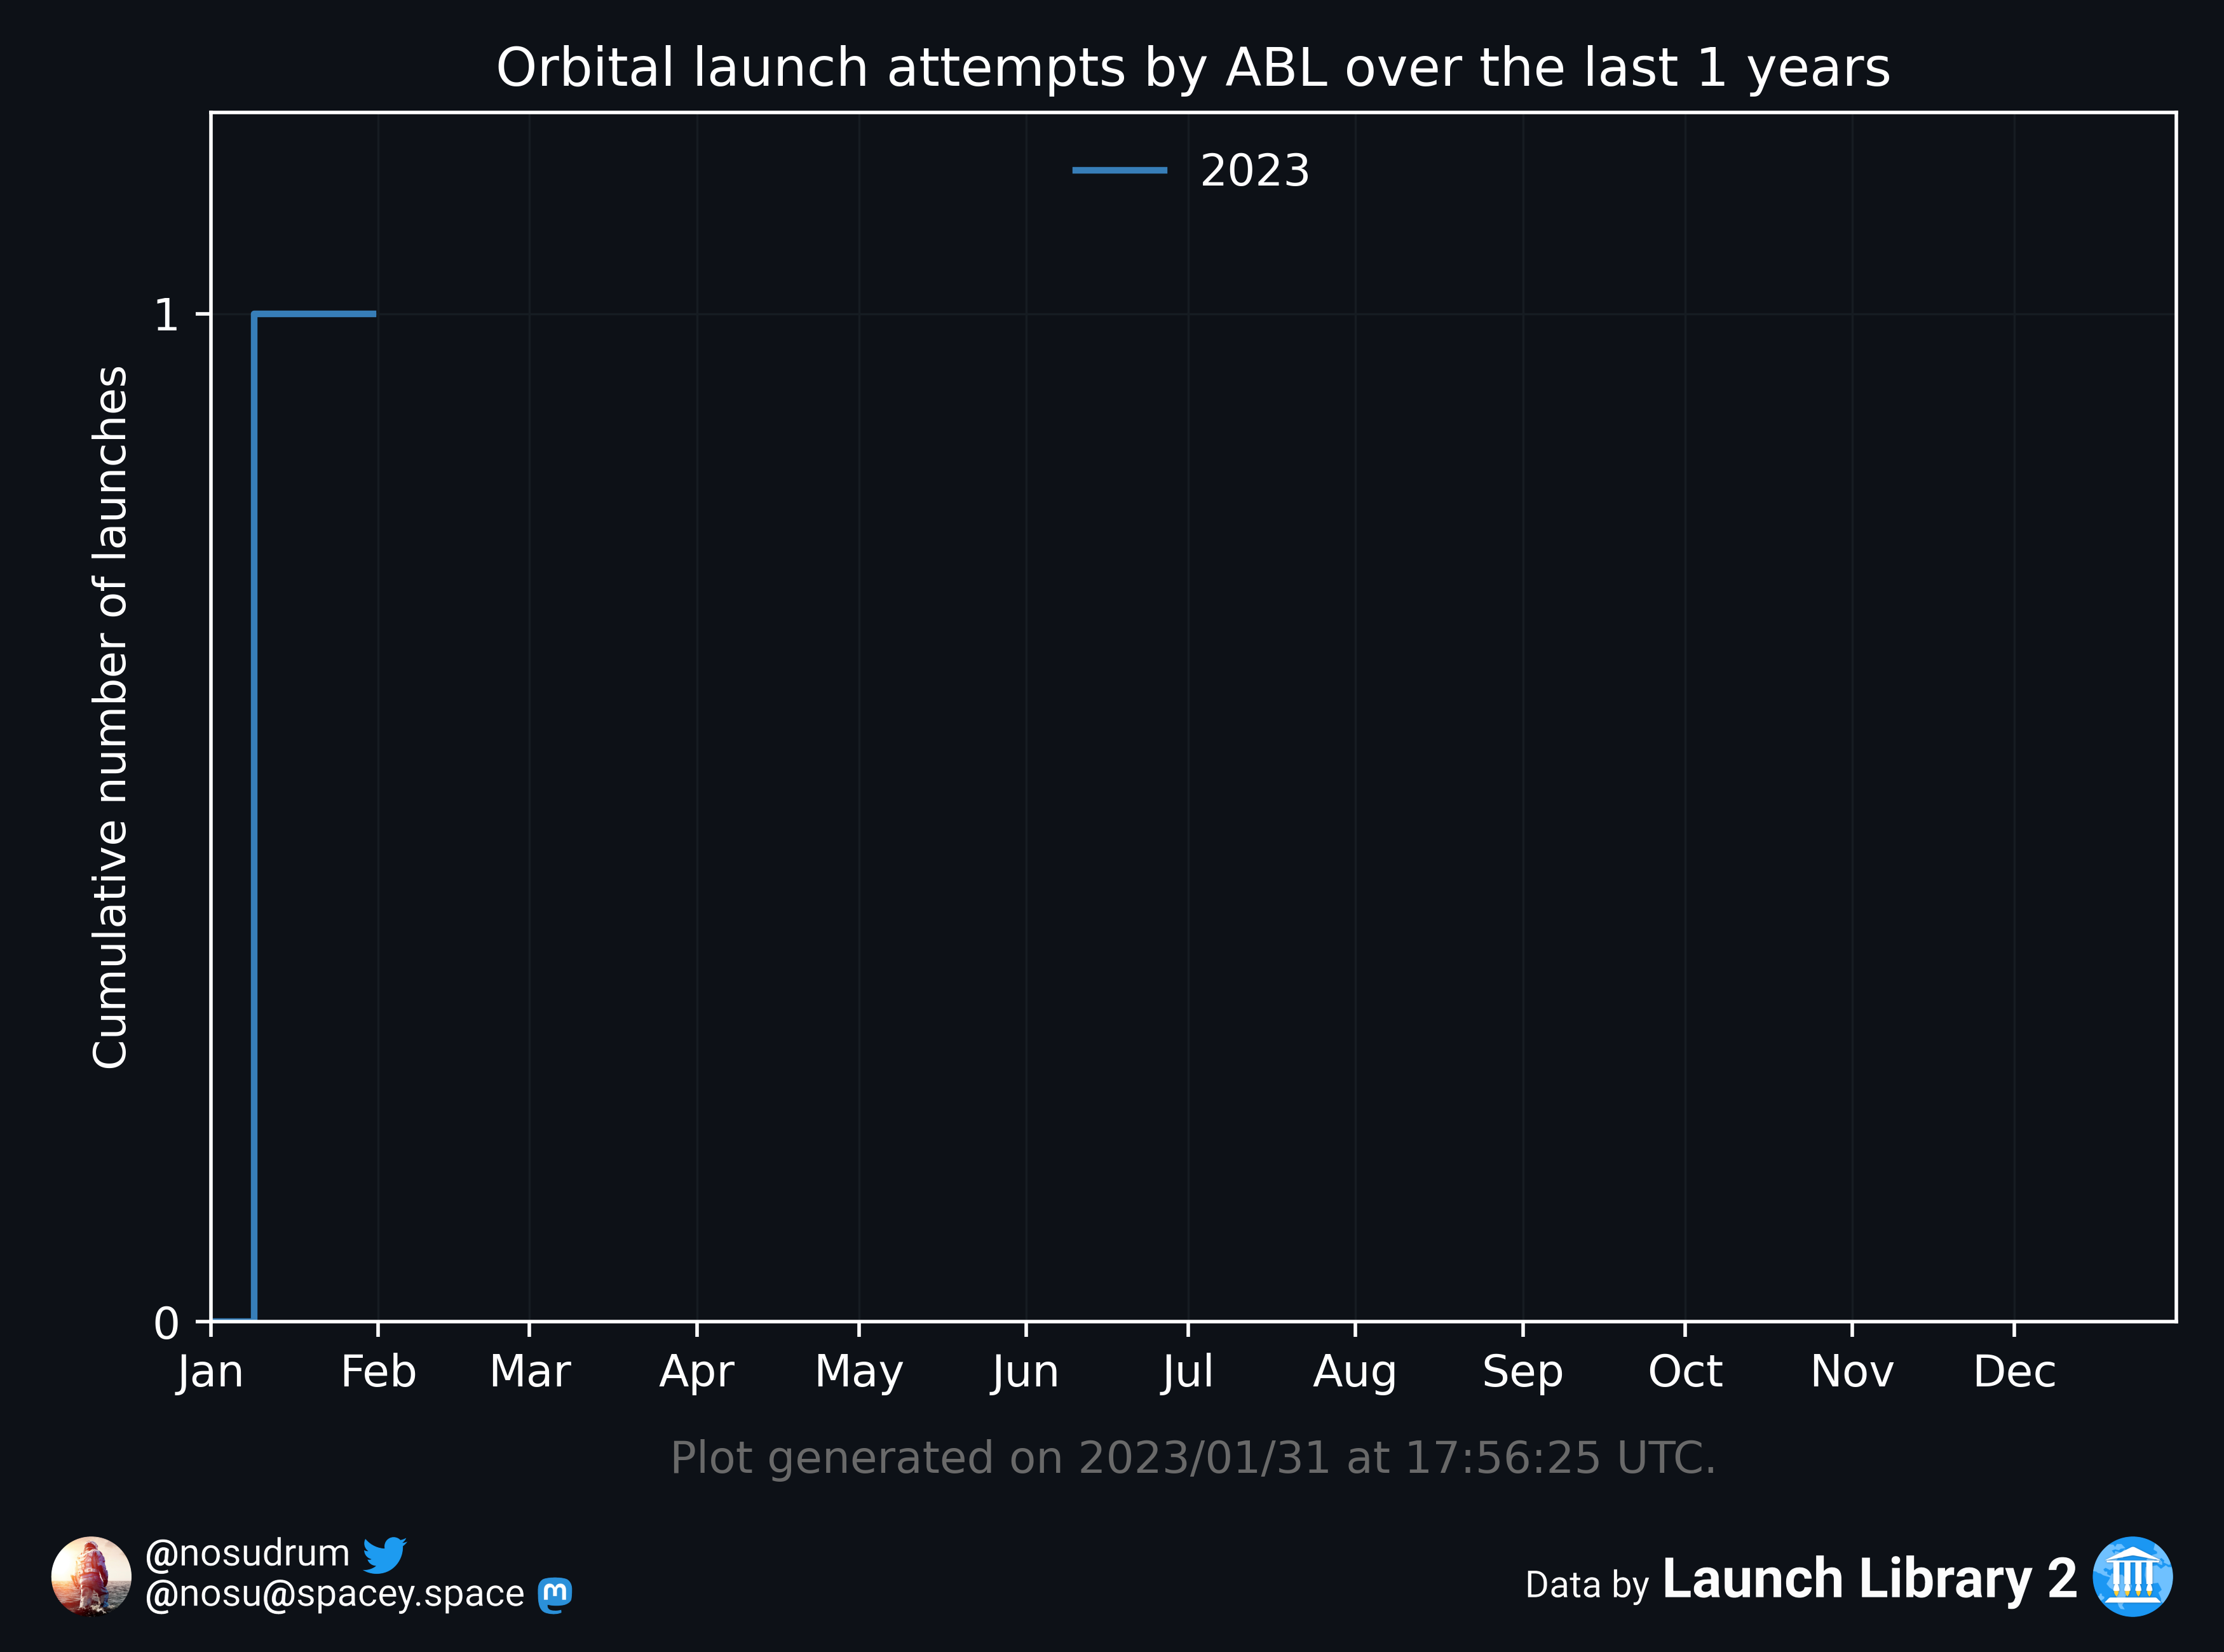 Orbital launch attempts by ABL over the last 1 years
2023
1
Cumulative number of launches
0
Jan Feb Mar Apr May Jun Jul Aug Sep Oct Nov Dec
Plot generated on 2023/01/31 at 17:56:25 UTC.
@nosudrum
@nosu@spacey.space
Data by Launch Library 2